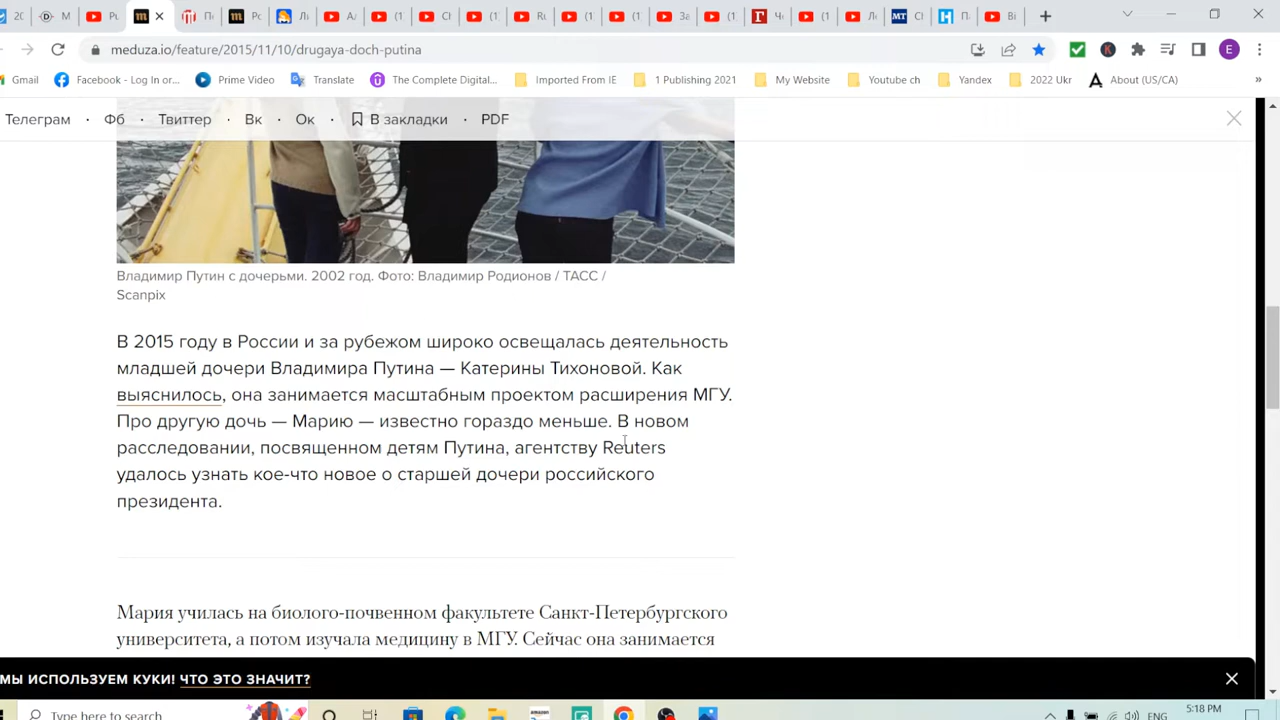 meduza.io/feature/2015/11/10/drugaya-doch-putina
Gmail
Facebook - Log In or...
Prime Video
Translate
The Complete Digital...
Imported From IE
1 Publishing 2021
My Website
Youtube ch
Yandex
2022 Ukr
About (US/CA)
Телеграм · Фб · Твиттер · Вк · Ок · В закладки · PDF
Владимир Путин с дочерьми. 2002 год. Фото: Владимир Родионов / ТАСС /
Scanpix
В 2015 году в России и за рубежом широко освещалась деятельность
младшей дочери Владимира Путина — Катерины Тихоновой. Как
выяснилось, она занимается масштабным проектом расширения МГУ.
Про другую дочь — Марию — известно гораздо меньше. В новом
расследовании, посвященном детям Путина, агентству Reuters
удалось узнать кое-что новое о старшей дочери российского
президента.
Мария училась на биолого-почвенном факультете Санкт-Петербургского
университета, а потом изучала медицину в МГУ. Сейчас она занимается
МЫ ИСПОЛЬЗУЕМ КУКИ! ЧТО ЭТО ЗНАЧИТ?
Type here to search
ENG
5:18 PM